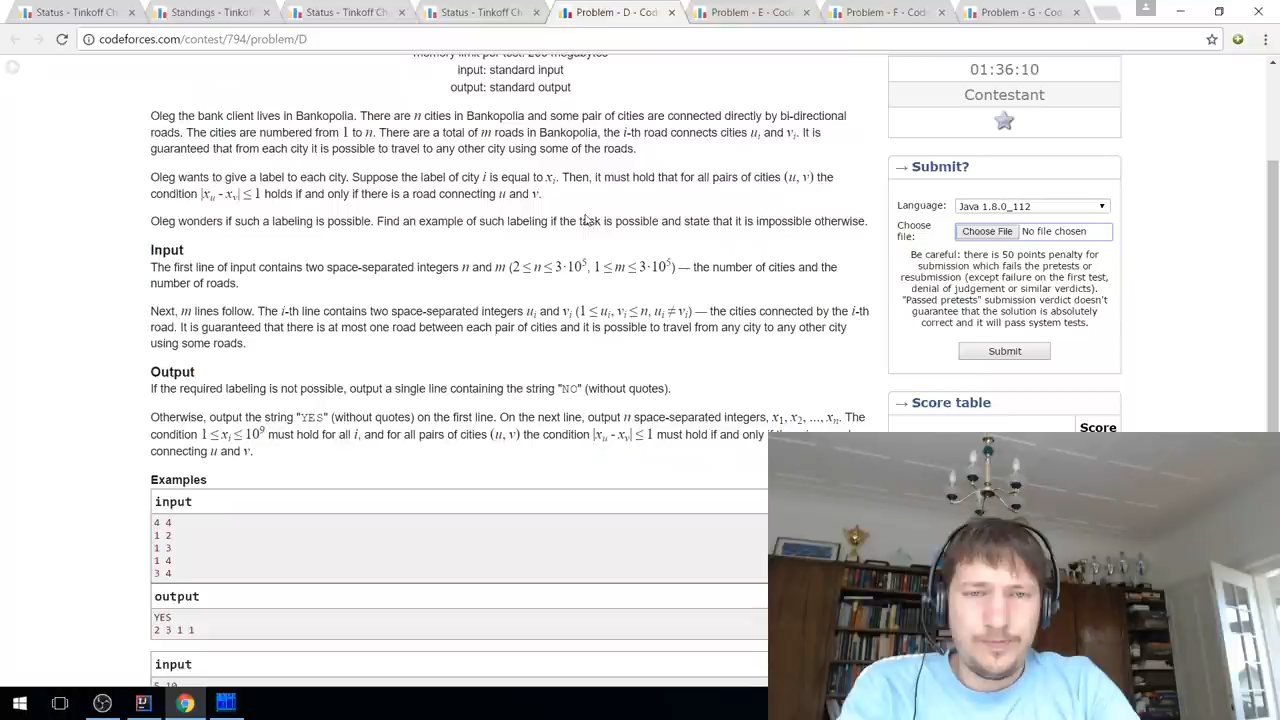 Status - Tinkoff Ch
Standings - Tinkof
Status - Tinkoff Ch
Status - Tinkoff Ch
Problem - D - Cod
Problem - E - Cod
Problem - F - Cod
Problem - G - Cod
codeforces.com/contest/794/problem/D
input: standard input
output: standard output
Oleg the bank client lives in Bankopolia. There are n cities in Bankopolia and some pair of cities are connected directly by bi-directional
roads. The cities are numbered from 1 to n. There are a total of m roads in Bankopolia, the i-th road connects cities uᵢ and vᵢ. It is
guaranteed that from each city it is possible to travel to any other city using some of the roads.
Oleg wants to give a label to each city. Suppose the label of city i is equal to xᵢ. Then, it must hold that for all pairs of cities (u, v) the
condition |xᵤ - xᵥ| ≤ 1 holds if and only if there is a road connecting u and v.
Oleg wonders if such a labeling is possible. Find an example of such labeling if the task is possible and state that it is impossible otherwise.
Input
The first line of input contains two space-separated integers n and m (2 ≤ n ≤ 3·10⁵, 1 ≤ m ≤ 3·10⁵) — the number of cities and the
number of roads.
Next, m lines follow. The i-th line contains two space-separated integers uᵢ and vᵢ (1 ≤ uᵢ, vᵢ ≤ n, uᵢ ≠ vᵢ) — the cities connected by the i-th
road. It is guaranteed that there is at most one road between each pair of cities and it is possible to travel from any city to any other city
using some roads.
Output
If the required labeling is not possible, output a single line containing the string "NO" (without quotes).
Otherwise, output the string "YES" (without quotes) on the first line. On the next line, output n space-separated integers, x₁, x₂, ..., xₙ. The
condition 1 ≤ xᵢ ≤ 10⁹ must hold for all i, and for all pairs of cities (u, v) the condition |xᵤ - xᵥ| ≤ 1 must hold if and only if
connecting u and v.
Examples
input
4 4
1 2
1 3
1 4
3 4
output
YES
2 3 1 1
input
01:36:10
Contestant
→ Submit?
Language: Java 1.8.0_112
Choose file: Choose File No file chosen
Be careful: there is 50 points penalty for
submission which fails the pretests or
resubmission (except failure on the first test,
denial of judgement or similar verdicts).
"Passed pretests" submission verdict doesn't
guarantee that the solution is absolutely
correct and it will pass system tests.
Submit
→ Score table
Score